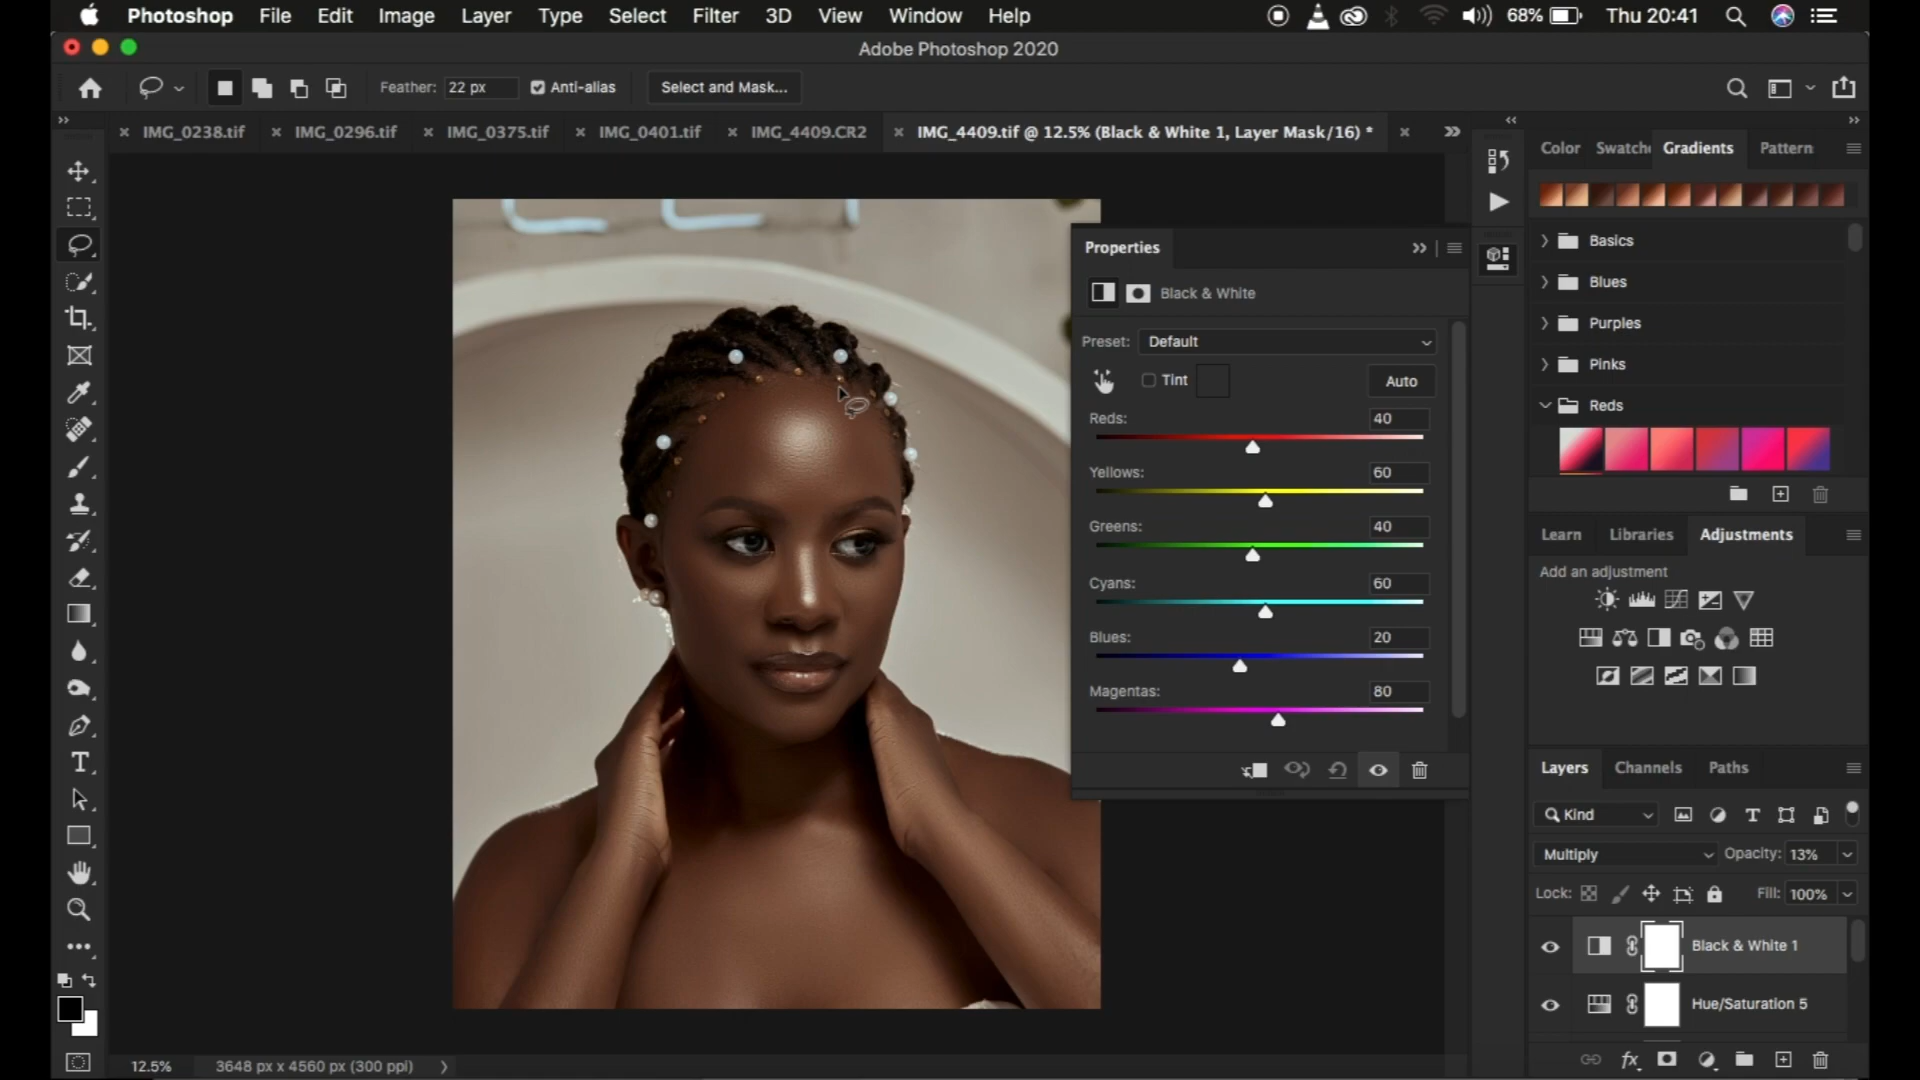 Photoshop File Edit Image Layer Type Select Filter 3D View Window Help 68% Thu 20:41
Adobe Photoshop 2020
Feather: 22 px Anti-alias Select and Mask...
IMG_0238.tif IMG_0296.tif IMG_0375.tif IMG_0401.tif IMG_4409.CR2 IMG_4409.tif @ 12.5% (Black & White 1, Layer Mask/16) *
Color Swatche Gradients Pattern
Basics
Blues
Purples
Pinks
Reds
Properties
Black & White
Preset: Default
Tint Auto
Reds: 40
Yellows: 60
Greens: 40
Cyans: 60
Blues: 20
Magentas: 80
Learn Libraries Adjustments
Add an adjustment
Layers Channels Paths
Kind
Multiply Opacity: 13%
Lock: Fill: 100%
Black & White 1
Hue/Saturation 5
fx
12.5% 3648 px x 4560 px (300 ppi)